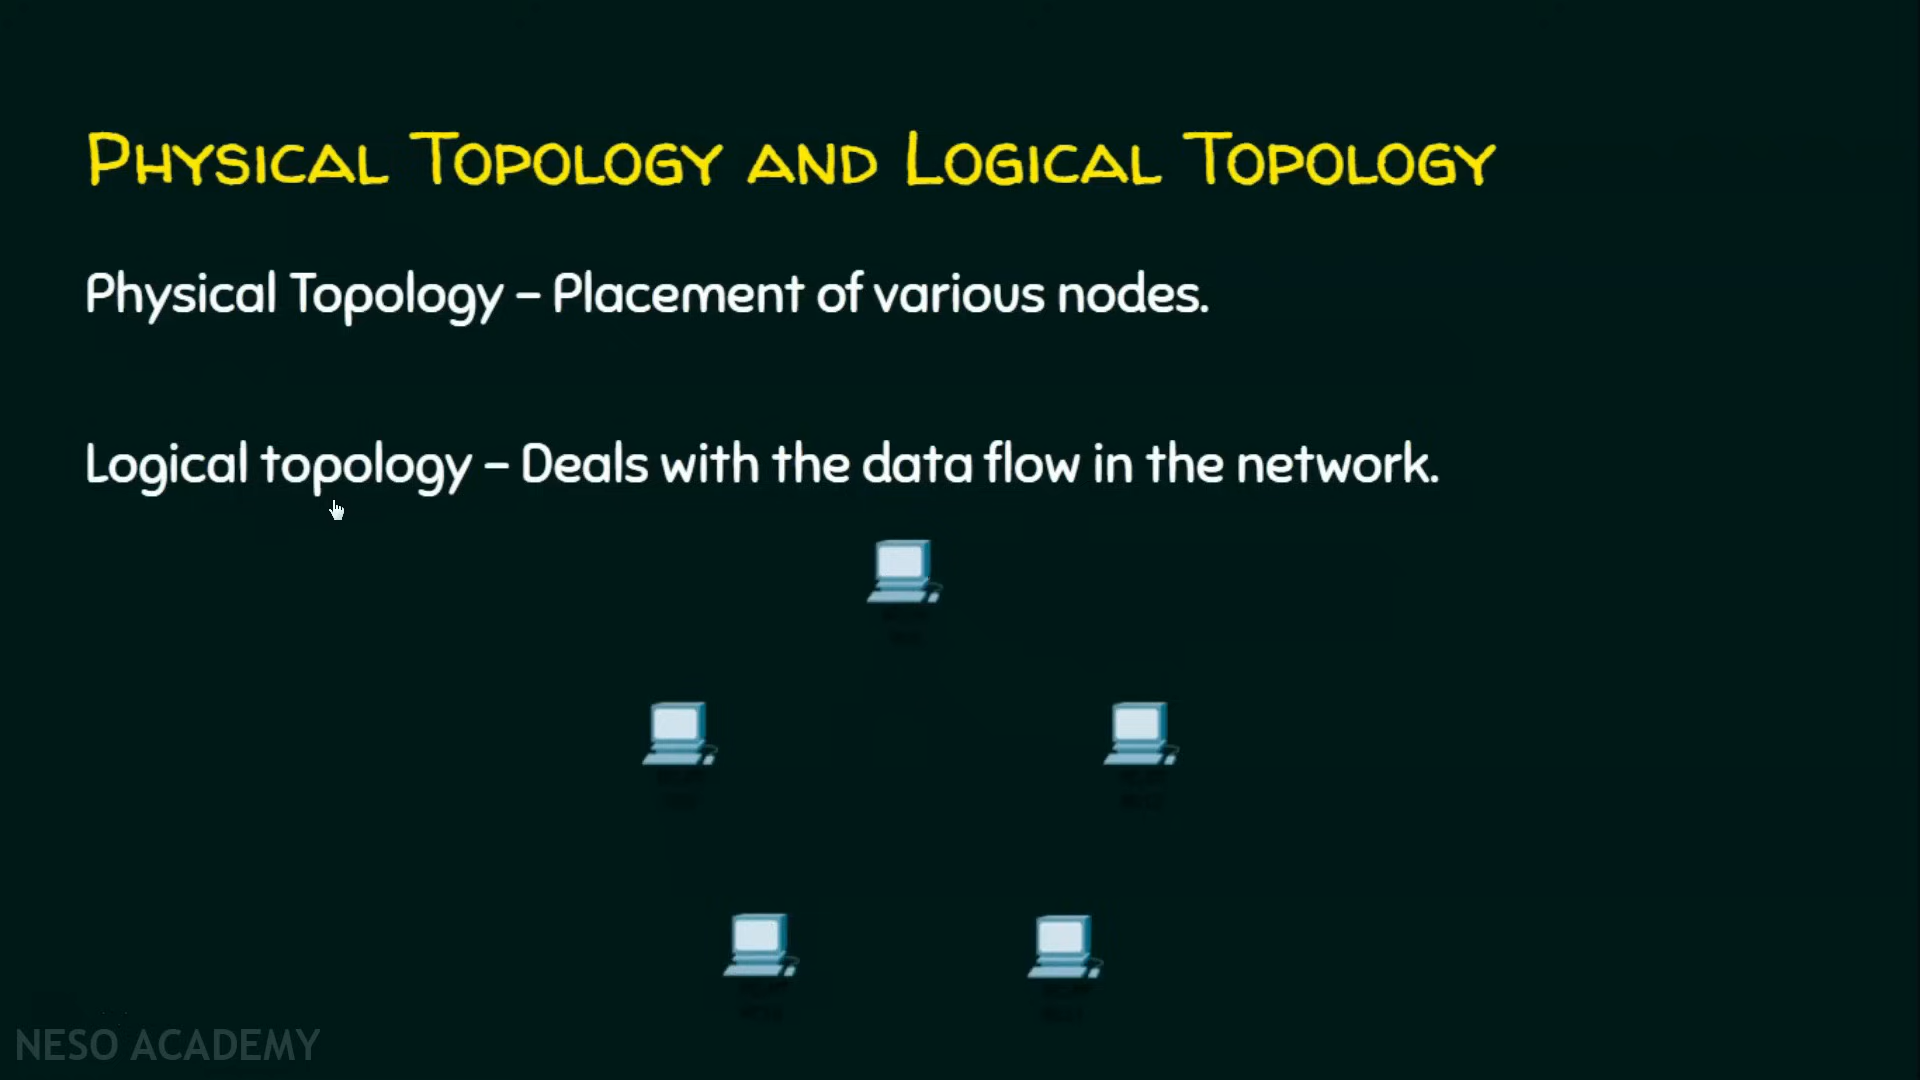 Physical Topology and Logical Topology
Physical Topology – Placement of various nodes.
Logical topology – Deals with the data flow in the network.
NESO ACADEMY